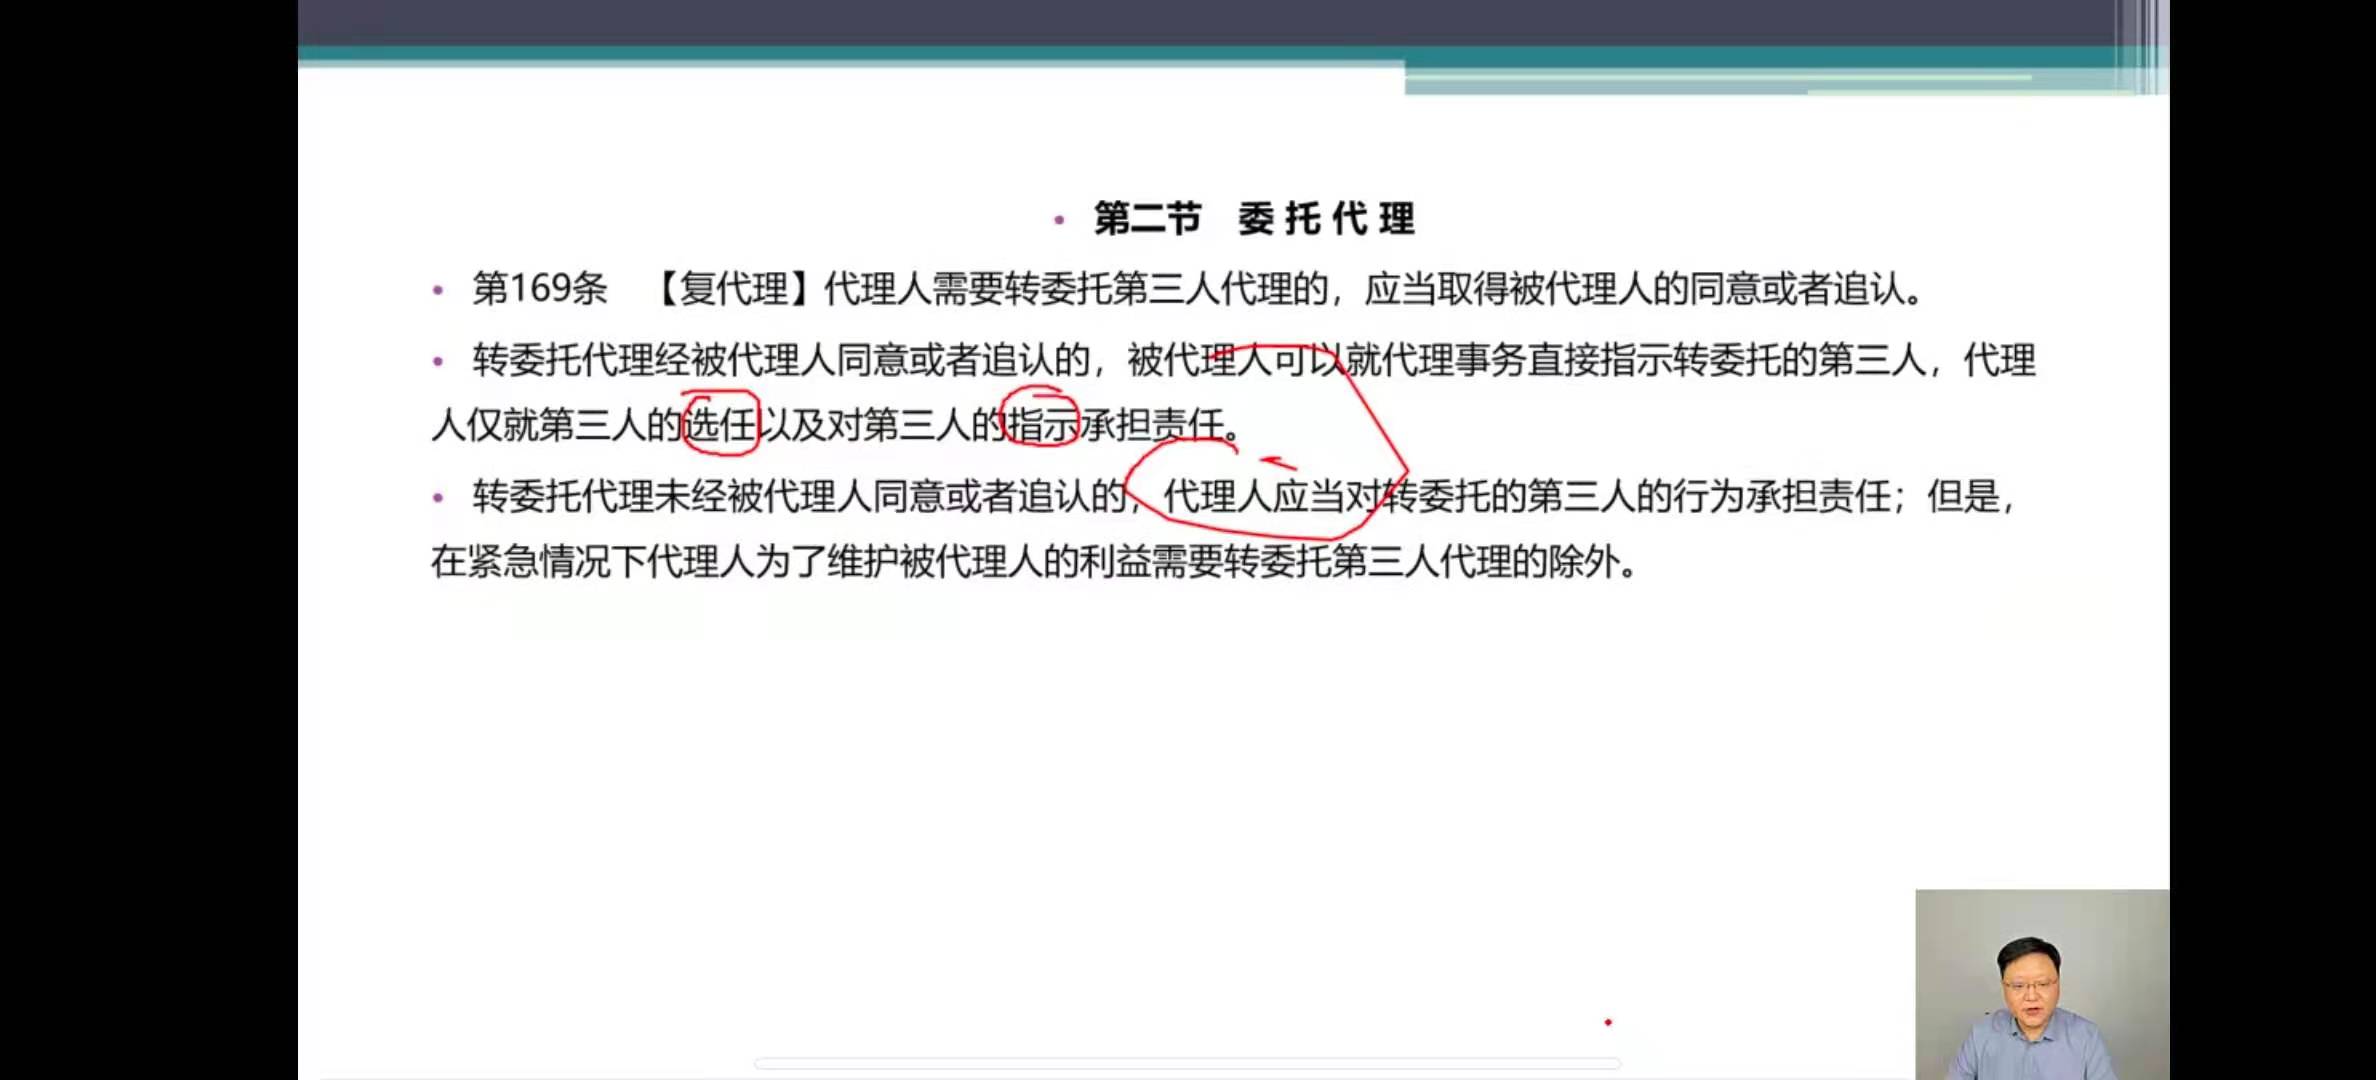 第二节 委托代理
第169条 【复代理】代理人需要转委托第三人代理的，应当取得被代理人的同意或者追认。
转委托代理经被代理人同意或者追认的，被代理人可以就代理事务直接指示转委托的第三人，代理
人仅就第三人的选任以及对第三人的指示承担责任。
转委托代理未经被代理人同意或者追认的，代理人应当对转委托的第三人的行为承担责任；但是，
在紧急情况下代理人为了维护被代理人的利益需要转委托第三人代理的除外。